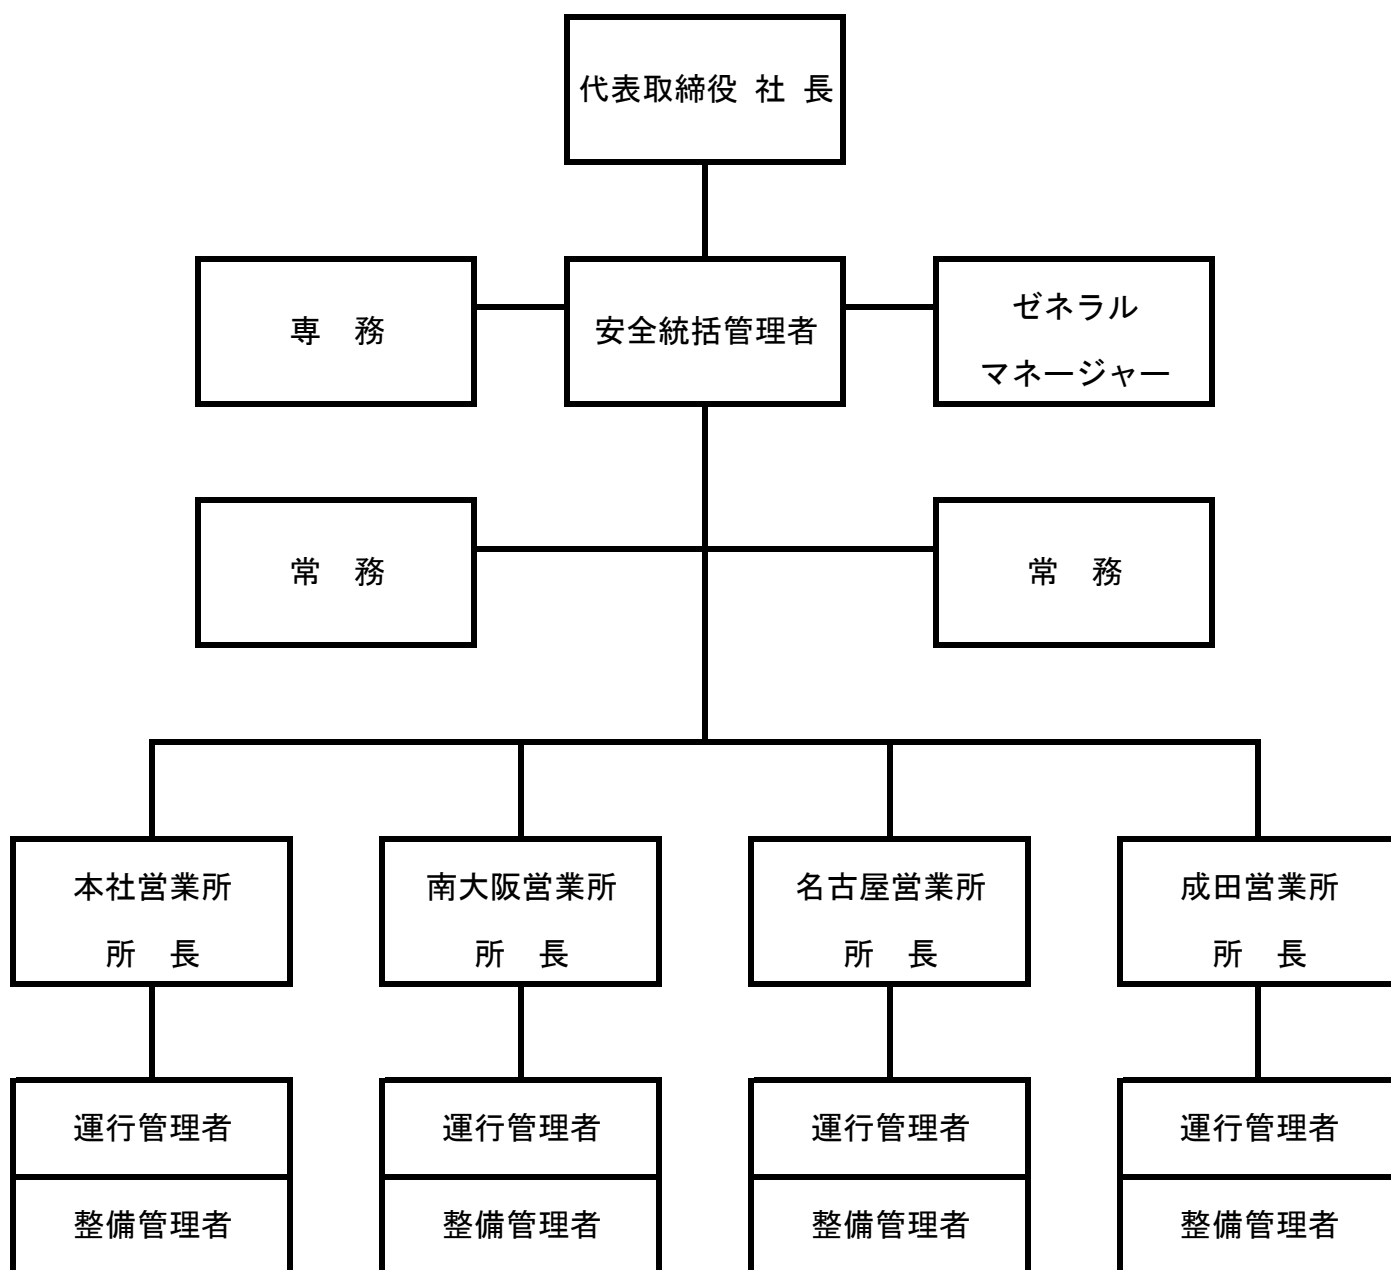 代表取締役 社 長
専　務
安全統括管理者
ゼネラル
マネージャー
常　務
常　務
本社営業所
所　長
南大阪営業所
所　長
名古屋営業所
所　長
成田営業所
所　長
運行管理者
運行管理者
運行管理者
運行管理者
整備管理者
整備管理者
整備管理者
整備管理者